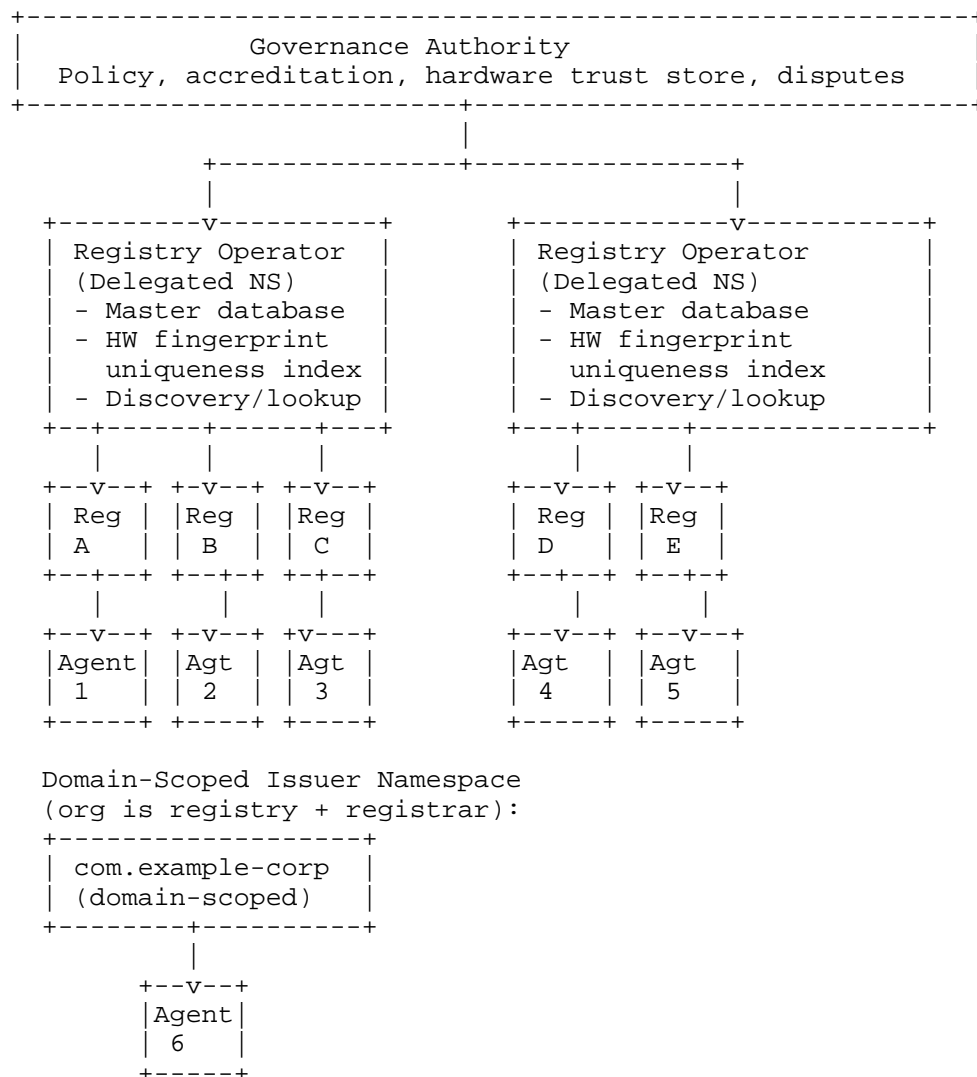 Governance Authority
Policy, accreditation, hardware trust store, disputes
Registry Operator
(Delegated NS)
- Master database
- HW fingerprint
uniqueness index
- Discovery/lookup
Registry Operator
(Delegated NS)
- Master database
- HW fingerprint
uniqueness index
- Discovery/lookup
Reg
A
Reg
B
Reg
C
Reg
D
Reg
E
Agent
1
Agt
2
Agt
3
Agt
4
Agt
5
Domain-Scoped Issuer Namespace
(org is registry + registrar):
com.example-corp
(domain-scoped)
Agent
6